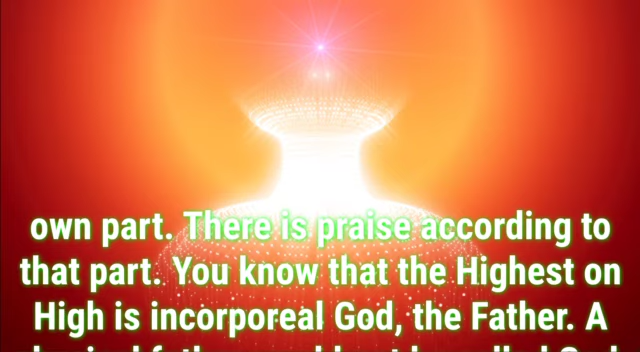 own part. There is praise according to
that part. You know that the Highest on
High is incorporeal God, the Father. A